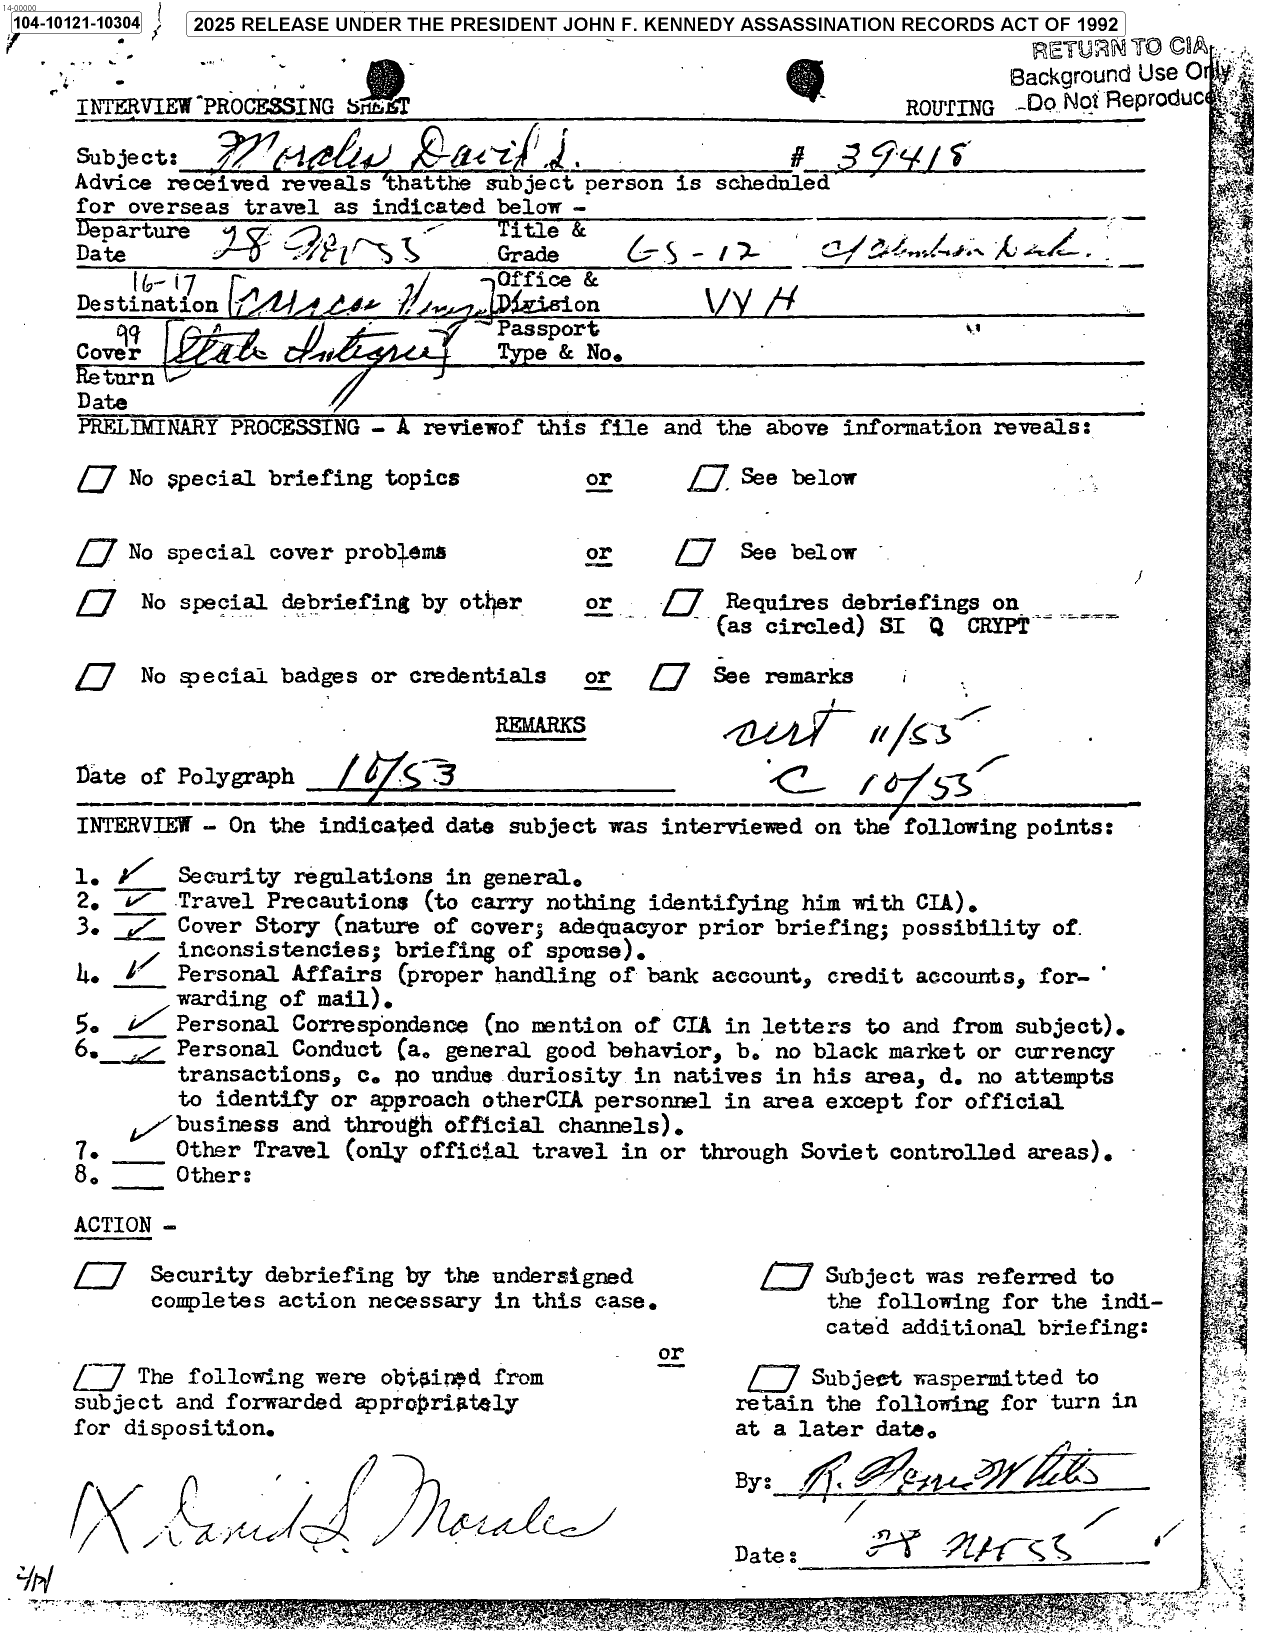 14-00000
104-10121-10304
2025 RELEASE UNDER THE PRESIDENT JOHN F. KENNEDY ASSASSINATION RECORDS ACT OF 1992
RETURN TO CIA
Background Use Only
Do Not Reproduce
INTERVIEW PROCESSING SHEET ROUTING
Subject: Morales David S. # 39418
Advice received reveals thatthe subject person is scheduled
for overseas travel as indicated below -
Departure Date 28 Nov 55 Title & Grade GS-12 C/
16-17
Destination [Caracas Office & Division
99
Cover [State Integree] Passport Type & No.
Return
Date
PRELIMINARY PROCESSING - A reviewof this file and the above information reveals:
No special briefing topics or See below
No special cover problems or See below
No special debriefing by other or Requires debriefings on
(as circled) SI Q CRYPT
No special badges or credentials or See remarks
REMARKS
cert 11/55
Date of Polygraph 10/53 C 10/55
INTERVIEW - On the indicated date subject was interviewed on the following points:
1. ✓ Security regulations in general.
2. ✓ Travel Precautions (to carry nothing identifying him with CIA).
3. ✓ Cover Story (nature of cover; adequacyor prior briefing; possibility of
inconsistencies; briefing of spouse).
4. ✓ Personal Affairs (proper handling of bank account, credit accounts, for-
warding of mail).
5. ✓ Personal Correspondence (no mention of CIA in letters to and from subject).
6. ✓ Personal Conduct (a. general good behavior, b. no black market or currency
transactions, c. no undue duriosity in natives in his area, d. no attempts
to identify or approach otherCIA personnel in area except for official
business and through official channels).
7. ✓ Other Travel (only official travel in or through Soviet controlled areas).
8. Other:
ACTION -
Security debriefing by the undersigned
completes action necessary in this case.
Subject was referred to
the following for the indi-
cated additional briefing:
or
The following were obtained from
subject and forwarded appropriately
for disposition.
Subject waspermitted to
retain the following for turn in
at a later date.
By: R.
X David S. Morales
Date: 28 Nov 55